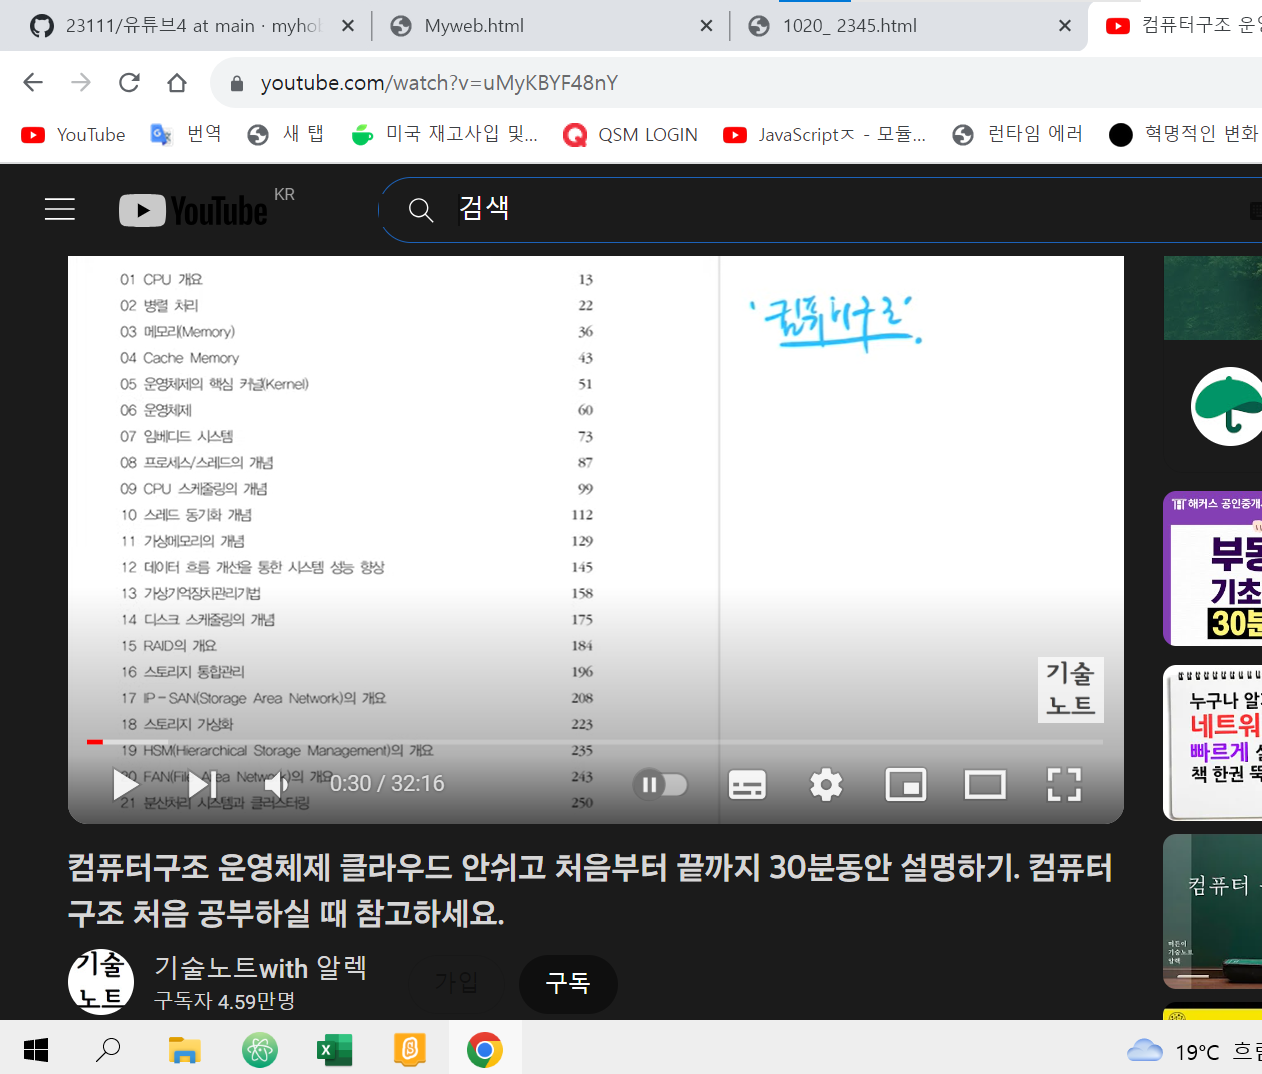 23111/유튜브4 at main · myhob
Myweb.html
1020_ 2345.html
컴퓨터구조 운영
youtube.com/watch?v=uMyKBYF48nY
YouTube
번역
새 탭
미국 재고사입 및...
QSM LOGIN
JavaScriptㅈ - 모듈...
런타임 에러
혁명적인 변화
YouTube KR
검색
01 CPU 개요 13
02 병렬 처리 22
03 메모리(Memory) 36
04 Cache Memory 43
05 운영체제의 핵심 커널(Kernel) 51
06 운영체제 60
07 임베디드 시스템 73
08 프로세스/스레드의 개념 87
09 CPU 스케줄링의 개념 99
10 스레드 동기화 개념 112
11 가상메모리의 개념 129
12 데이터 흐름 개선을 통한 시스템 성능 향상 145
13 가상기억장치관리기법 158
14 디스크 스케줄링의 개념 175
15 RAID의 개요 184
16 스토리지 통합관리 196
17 IP-SAN(Storage Area Network)의 개요 208
18 스토리지 가상화 223
19 HSM(Hierarchical Storage Management)의 개요 235
20 FAN(File Area Network)의 개요 243
21 분산처리 시스템과 클러스터링 250
'컴퓨터구조'.
기술
노트
0:30 / 32:16
컴퓨터구조 운영체제 클라우드 안쉬고 처음부터 끝까지 30분동안 설명하기. 컴퓨터
구조 처음 공부하실 때 참고하세요.
기술
노트
기술노트with 알렉
구독자 4.59만명
가입
구독
해커스 공인중개
부동
기초
30분
누구나 알
네트워
빠르게
책 한권
컴퓨터
어른이
기술노트
알렉
19°C